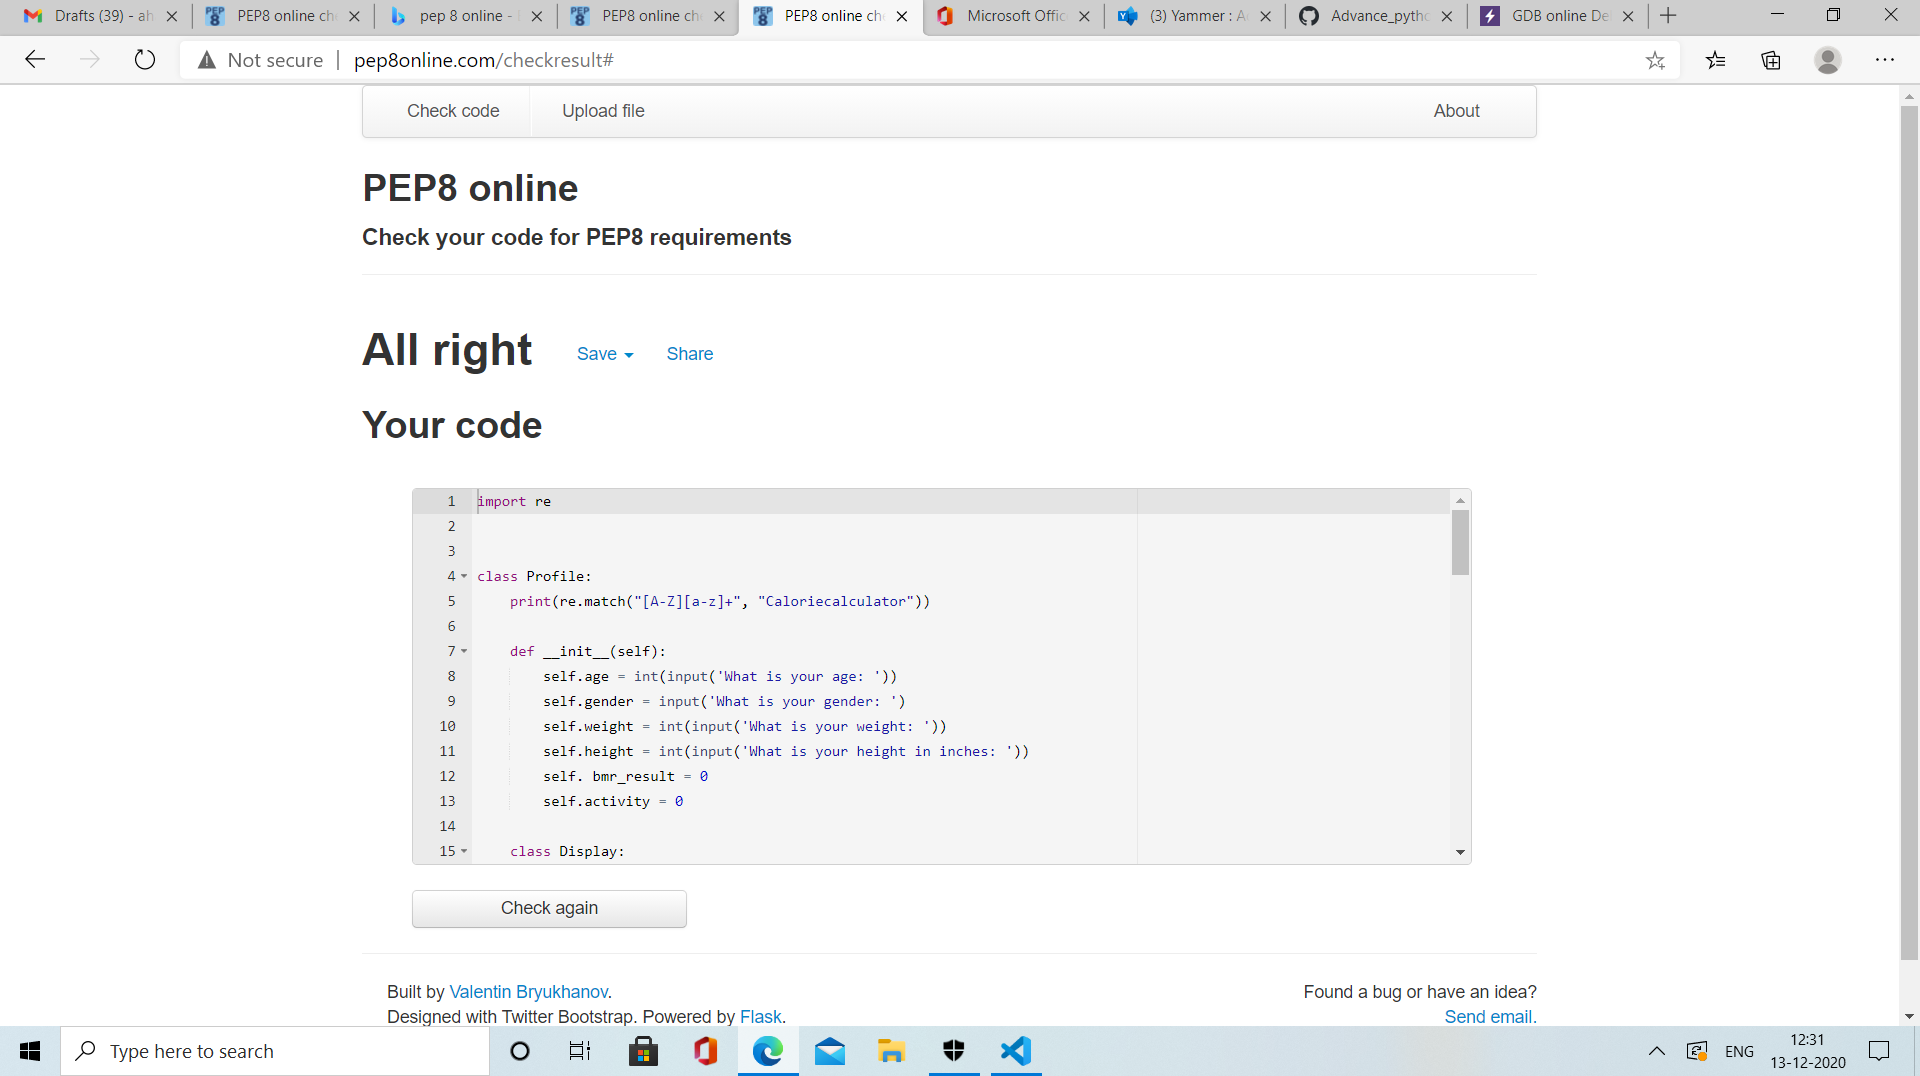 Drafts (39) - ah
PEP8 online che
pep 8 online -
PEP8 online che
PEP8 online che
Microsoft Offic
(3) Yammer : A
Advance_pytho
GDB online De
Not secure | pep8online.com/checkresult#
Check code
Upload file
About
PEP8 online
Check your code for PEP8 requirements
All right
Save
Share
Your code
1 import re
2
3
4 class Profile:
5 print(re.match("[A-Z][a-z]+", "Caloriecalculator"))
6
7 def __init__(self):
8 self.age = int(input('What is your age: '))
9 self.gender = input('What is your gender: ')
10 self.weight = int(input('What is your weight: '))
11 self.height = int(input('What is your height in inches: '))
12 self. bmr_result = 0
13 self.activity = 0
14
15 class Display:
Check again
Built by Valentin Bryukhanov.
Found a bug or have an idea?
Designed with Twitter Bootstrap. Powered by Flask.
Send email.
Type here to search
ENG
12:31
13-12-2020